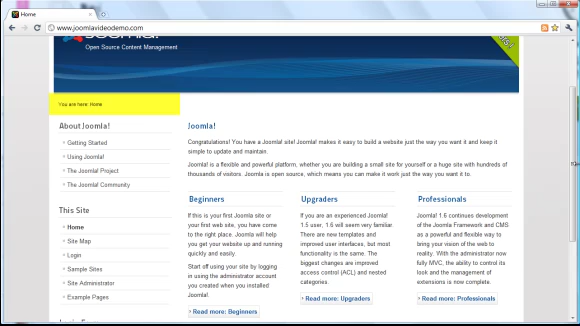 Home
www.joomlavideodemo.com
Open Source Content Management
You are here: Home
About Joomla!
Getting Started
Using Joomla!
The Joomla! Project
The Joomla! Community
This Site
Home
Site Map
Login
Sample Sites
Site Administrator
Example Pages
Joomla!
Congratulations! You have a Joomla! site! Joomla! makes it easy to build a website just the way you want it and keep it
simple to update and maintain.
Joomla! is a flexible and powerful platform, whether you are building a small site for yourself or a huge site with hundreds of
thousands of visitors. Joomla is open source, which means you can make it work just the way you want it to.
Beginners
If this is your first Joomla site or
your first web site, you have come
to the right place. Joomla will help
you get your website up and running
quickly and easily.
Start off using your site by logging
in using the administrator account
you created when you installed
Joomla!.
Read more: Beginners
Upgraders
If you are an experienced Joomla!
1.5 user, 1.6 will seem very familiar.
There are new templates and
improved user interfaces, but most
functionality is the same. The
biggest changes are improved
access control (ACL) and nested
categories.
Read more: Upgraders
Professionals
Joomla! 1.6 continues development
of the Joomla Framework and CMS
as a powerful and flexible way to
bring your vision of the web to
reality. With the administrator now
fully MVC, the ability to control its
look and the management of
extensions is now complete.
Read more: Professionals